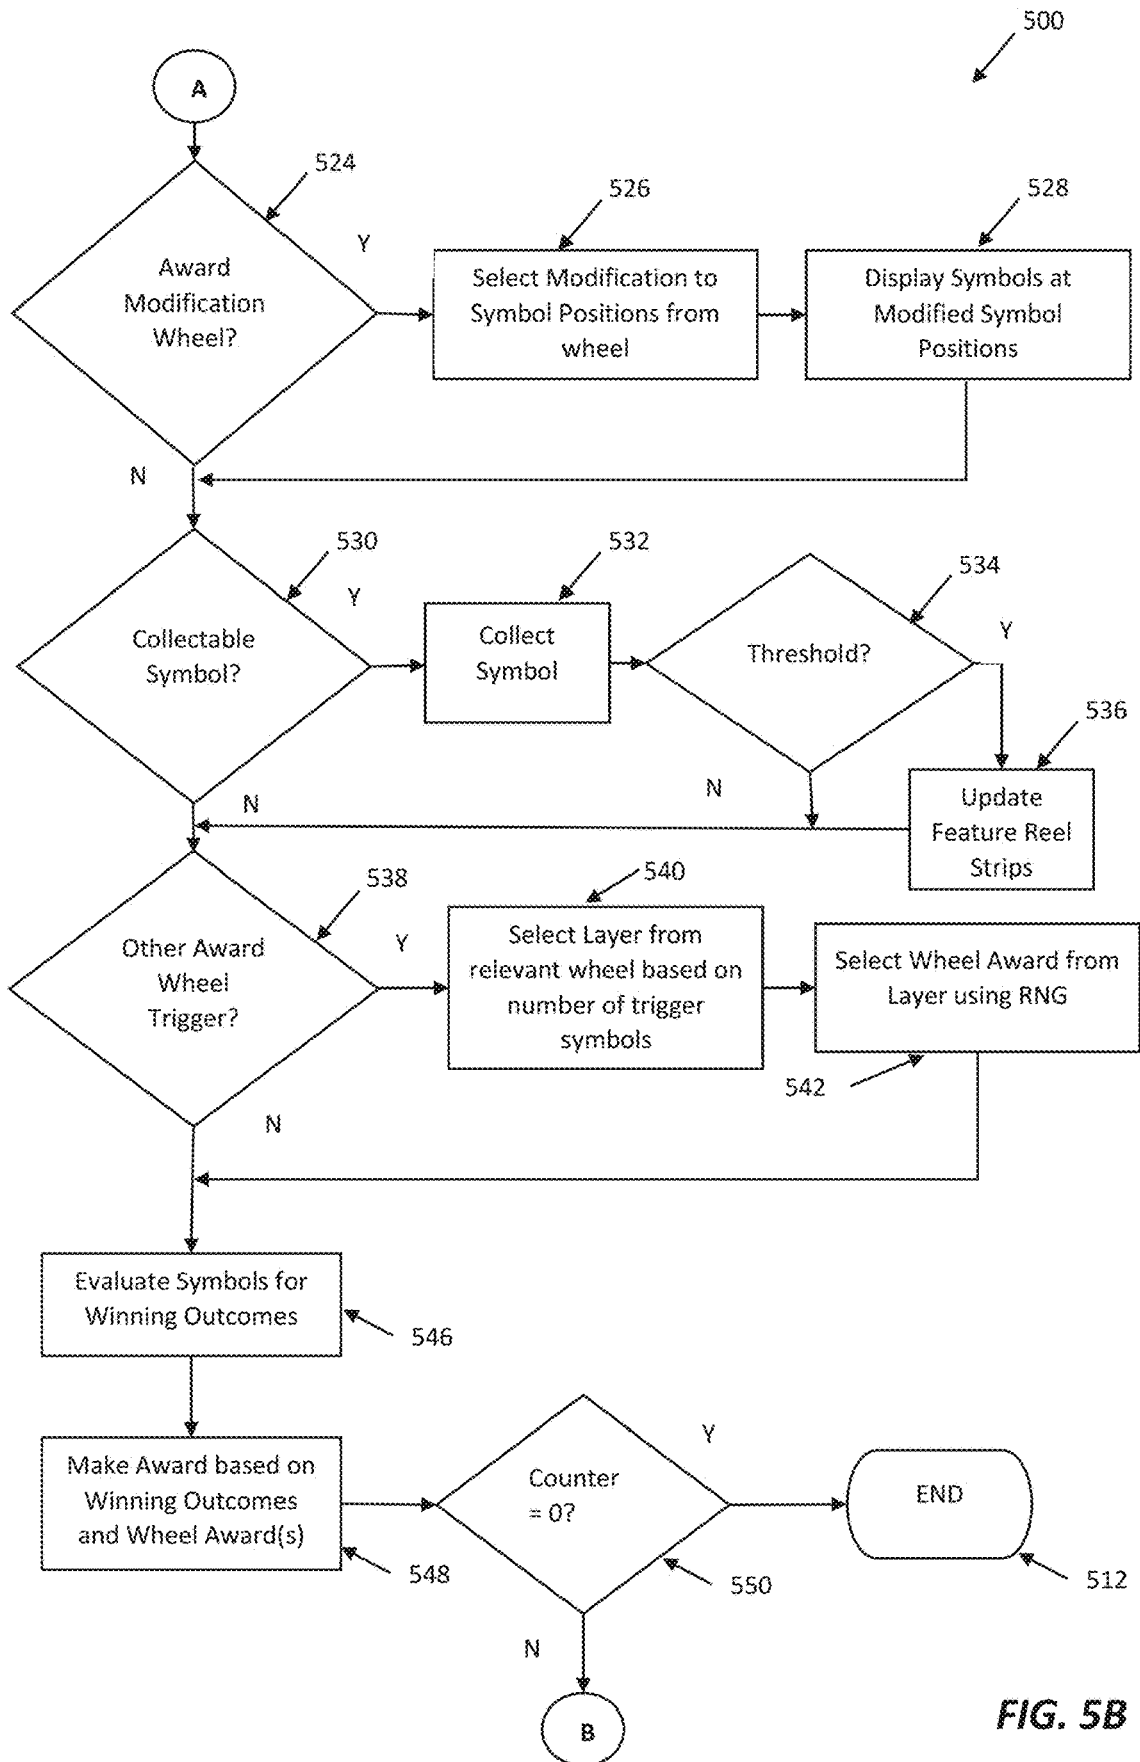 500
A
524
526
528
Y
Award
Modification
Wheel?
Select Modification to
Symbol Positions from
wheel
Display Symbols at
Modified Symbol
Positions
N
530
532
534
Y
Y
Collectable
Symbol?
Collect
Symbol
Threshold?
536
N
N
Update
Feature Reel
Strips
538
540
Y
Other Award
Wheel
Trigger?
Select Layer from
relevant wheel based on
number of trigger
symbols
Select Wheel Award from
Layer using RNG
542
N
Evaluate Symbols for
Winning Outcomes
546
Y
Make Award based on
Winning Outcomes
and Wheel Award(s)
Counter
= 0?
END
548
550
512
N
B
FIG. 5B